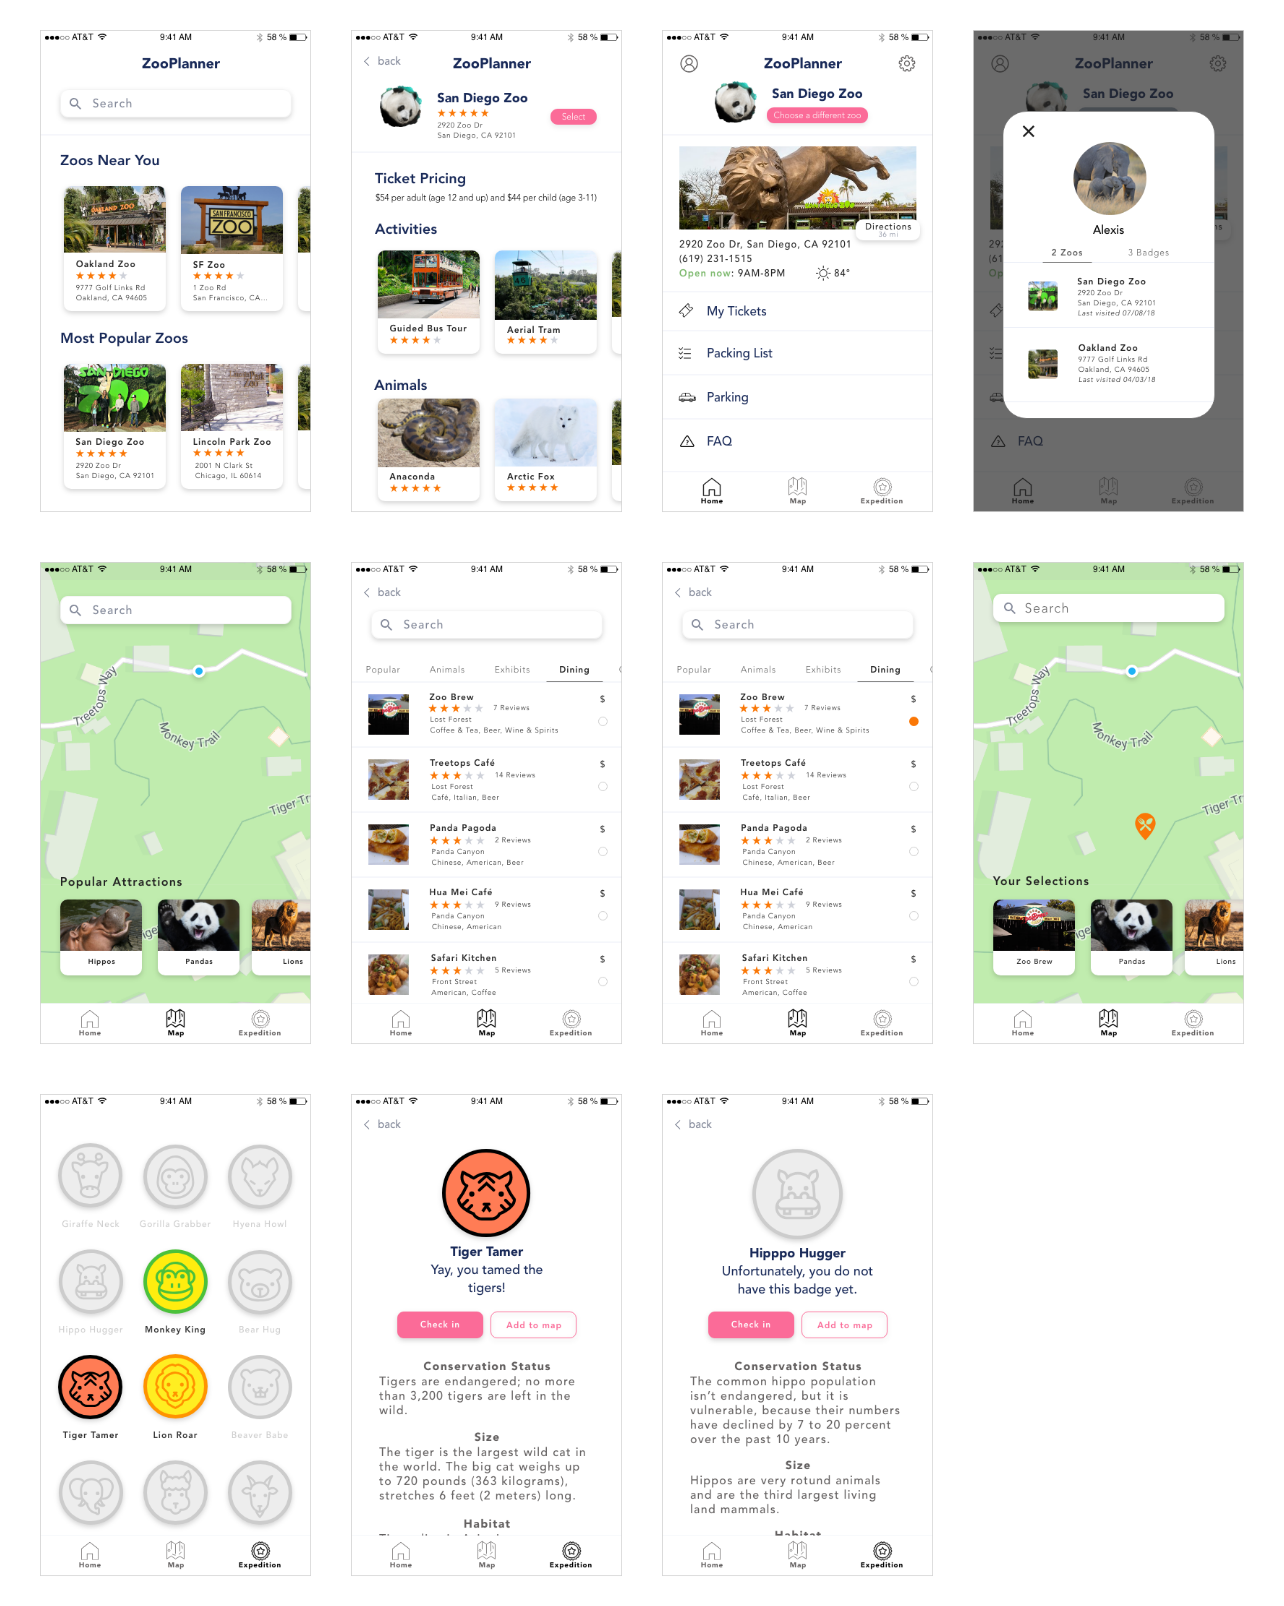 AT&T 9:41 AM 58 %
ZooPlanner
Search
Zoos Near You
OAKLAND ZOO
SAN FRANCISCO
ZOO
Oakland Zoo
9777 Golf Links Rd
Oakland, CA 94605
SF Zoo
1 Zoo Rd
San Francisco, CA...
Most Popular Zoos
SAN DIEGO
ZOO
San Diego Zoo
2920 Zoo Dr
San Diego, CA 92101
Lincoln Park Zoo
2001 N Clark St
Chicago, IL 60614
AT&T 9:41 AM 58 %
back
ZooPlanner
San Diego Zoo
2920 Zoo Dr
San Diego, CA 92101
Select
Ticket Pricing
$54 per adult (age 12 and up) and $44 per child (age 3-11)
Activities
Guided Bus Tour
Aerial Tram
Animals
Anaconda
Arctic Fox
AT&T 9:41 AM 58 %
ZooPlanner
San Diego Zoo
Choose a different zoo
SAN DIEGO ZOO
Directions
36 mi
2920 Zoo Dr, San Diego, CA 92101
(619) 231-1515
Open now: 9AM-8PM 84°
My Tickets
Packing List
Parking
FAQ
Home Map Expedition
AT&T 9:41 AM 58 %
ZooPlanner
San Diego Zoo
Alexis
2 Zoos 3 Badges
San Diego Zoo
2920 Zoo Dr
San Diego, CA 92101
Last visited 07/08/18
Oakland Zoo
9777 Golf Links Rd
Oakland, CA 94605
Last visited 04/03/18
FAQ
Home Map Expedition
AT&T 9:41 AM 58 %
Search
Treetops Way
Monkey Trail
Tiger Tr
Popular Attractions
Hippos
Pandas
Lions
Home Map Expedition
AT&T 9:41 AM 58 %
back
Search
Popular Animals Exhibits Dining
Zoo Brew $
7 Reviews
Lost Forest
Coffee & Tea, Beer, Wine & Spirits
Treetops Café $
14 Reviews
Lost Forest
Café, Italian, Beer
Panda Pagoda $
2 Reviews
Panda Canyon
Chinese, American, Beer
Hua Mei Café $
9 Reviews
Panda Canyon
Chinese, American
Safari Kitchen $
5 Reviews
Front Street
American, Coffee
Home Map Expedition
AT&T 9:41 AM 58 %
back
Search
Popular Animals Exhibits Dining
Zoo Brew $
7 Reviews
Lost Forest
Coffee & Tea, Beer, Wine & Spirits
Treetops Café $
14 Reviews
Lost Forest
Café, Italian, Beer
Panda Pagoda $
2 Reviews
Panda Canyon
Chinese, American, Beer
Hua Mei Café $
9 Reviews
Panda Canyon
Chinese, American
Safari Kitchen $
5 Reviews
Front Street
American, Coffee
Home Map Expedition
AT&T 9:41 AM 58 %
Search
Treetops Way
Monkey Trail
Tiger Tr
Your Selections
Zoo Brew
Pandas
Lions
Home Map Expedition
AT&T 9:41 AM 58 %
Giraffe Neck Gorilla Grabber Hyena Howl
Hippo Hugger Monkey King Bear Hug
Tiger Tamer Lion Roar Beaver Babe
Home Map Expedition
AT&T 9:41 AM 58 %
back
Tiger Tamer
Yay, you tamed the
tigers!
Check in Add to map
Conservation Status
Tigers are endangered; no more
than 3,200 tigers are left in the
wild.
Size
The tiger is the largest wild cat in
the world. The big cat weighs up
to 720 pounds (363 kilograms),
stretches 6 feet (2 meters) long.
Habitat
Home Map Expedition
AT&T 9:41 AM 58 %
back
Hipppo Hugger
Unfortunately, you do not
have this badge yet.
Check in Add to map
Conservation Status
The common hippo population
isn't endangered, but it is
vulnerable, because their numbers
have declined by 7 to 20 percent
over the past 10 years.
Size
Hippos are very rotund animals
and are the third largest living
land mammals.
Habitat
Home Map Expedition